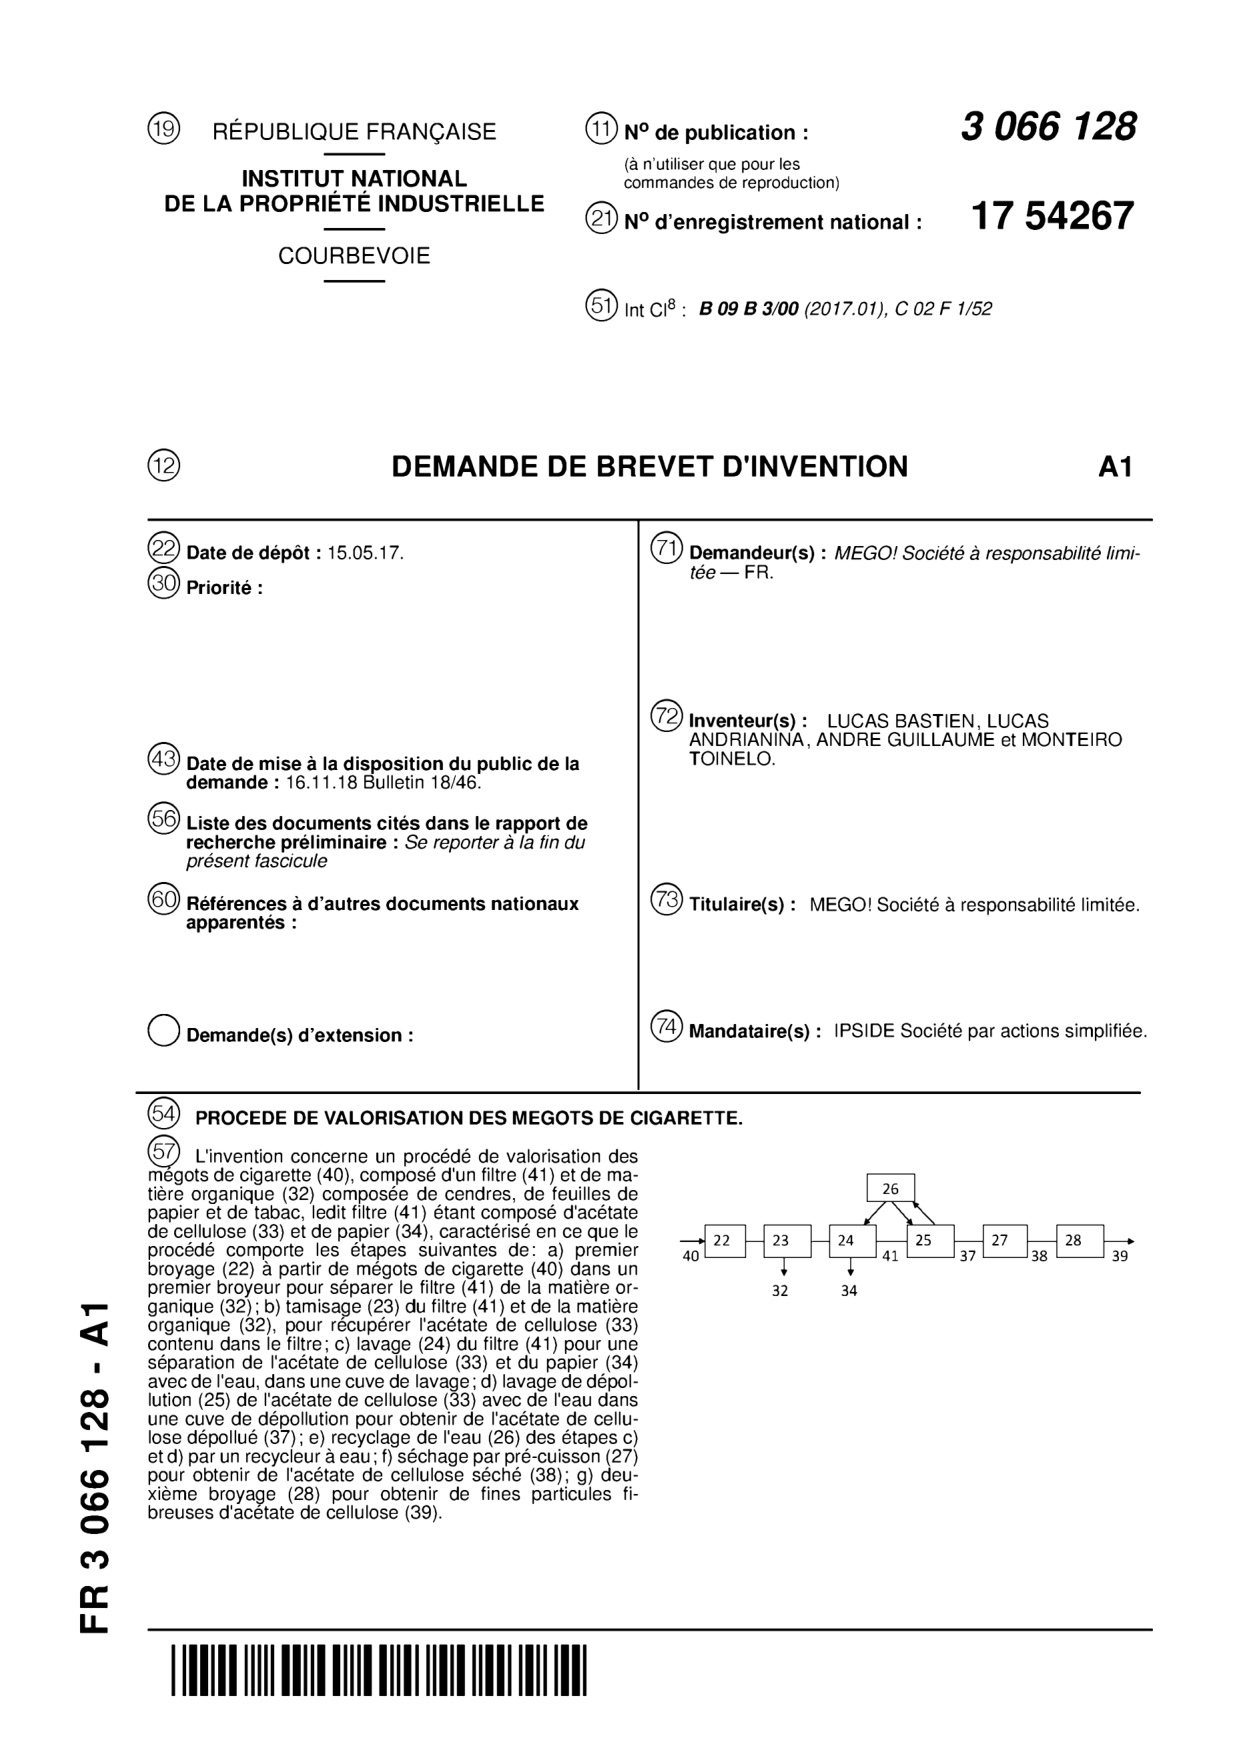 19 RÉPUBLIQUE FRANÇAISE
INSTITUT NATIONAL
DE LA PROPRIÉTÉ INDUSTRIELLE
COURBEVOIE
11 Nº de publication : 3 066 128
(à n'utiliser que pour les
commandes de reproduction)
21 Nº d'enregistrement national : 17 54267
51 Int Cl8 : B 09 B 3/00 (2017.01), C 02 F 1/52
12 DEMANDE DE BREVET D'INVENTION A1
22 Date de dépôt : 15.05.17.
30 Priorité :
43 Date de mise à la disposition du public de la
demande : 16.11.18 Bulletin 18/46.
56 Liste des documents cités dans le rapport de
recherche préliminaire : Se reporter à la fin du
présent fascicule
60 Références à d'autres documents nationaux
apparentés :
Demande(s) d'extension :
71 Demandeur(s) : MEGO! Société à responsabilité limi-
tée — FR.
72 Inventeur(s) : LUCAS BASTIEN, LUCAS
ANDRIANINA, ANDRE GUILLAUME et MONTEIRO
TOINELO.
73 Titulaire(s) : MEGO! Société à responsabilité limitée.
74 Mandataire(s) : IPSIDE Société par actions simplifiée.
54 PROCEDE DE VALORISATION DES MEGOTS DE CIGARETTE.
57 L'invention concerne un procédé de valorisation des
mégots de cigarette (40), composé d'un filtre (41) et de ma-
tière organique (32) composée de cendres, de feuilles de
papier et de tabac, ledit filtre (41) étant composé d'acétate
de cellulose (33) et de papier (34), caractérisé en ce que le
procédé comporte les étapes suivantes de: a) premier
broyage (22) à partir de mégots de cigarette (40) dans un
premier broyeur pour séparer le filtre (41) de la matière or-
ganique (32); b) tamisage (23) du filtre (41) et de la matière
organique (32), pour récupérer l'acétate de cellulose (33)
contenu dans le filtre; c) lavage (24) du filtre (41) pour une
séparation de l'acétate de cellulose (33) et du papier (34)
avec de l'eau, dans une cuve de lavage; d) lavage de dépol-
lution (25) de l'acétate de cellulose (33) avec de l'eau dans
une cuve de dépollution pour obtenir de l'acétate de cellu-
lose dépollué (37); e) recyclage de l'eau (26) des étapes c)
et d) par un recycleur à eau; f) séchage par pré-cuisson (27)
pour obtenir de l'acétate de cellulose séché (38); g) deu-
xième broyage (28) pour obtenir de fines particules fi-
breuses d'acétate de cellulose (39).
26
22 23 24 25 27 28
40 41 37 38 39
32 34
FR 3 066 128 - A1